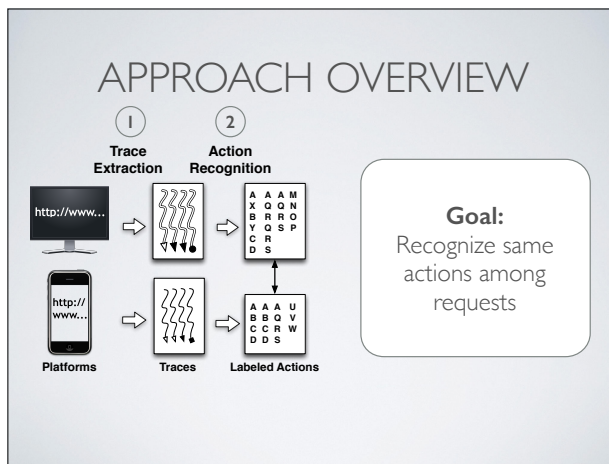 APPROACH OVERVIEW
1
2
Trace
Extraction
Action
Recognition
http://www...
A A A M
X Q Q N
B R R O
Y Q S P
C R
D S
http://
www...
A A A U
B B Q V
C C R W
D D S
Platforms
Traces
Labeled Actions
Goal:
Recognize same
actions among
requests